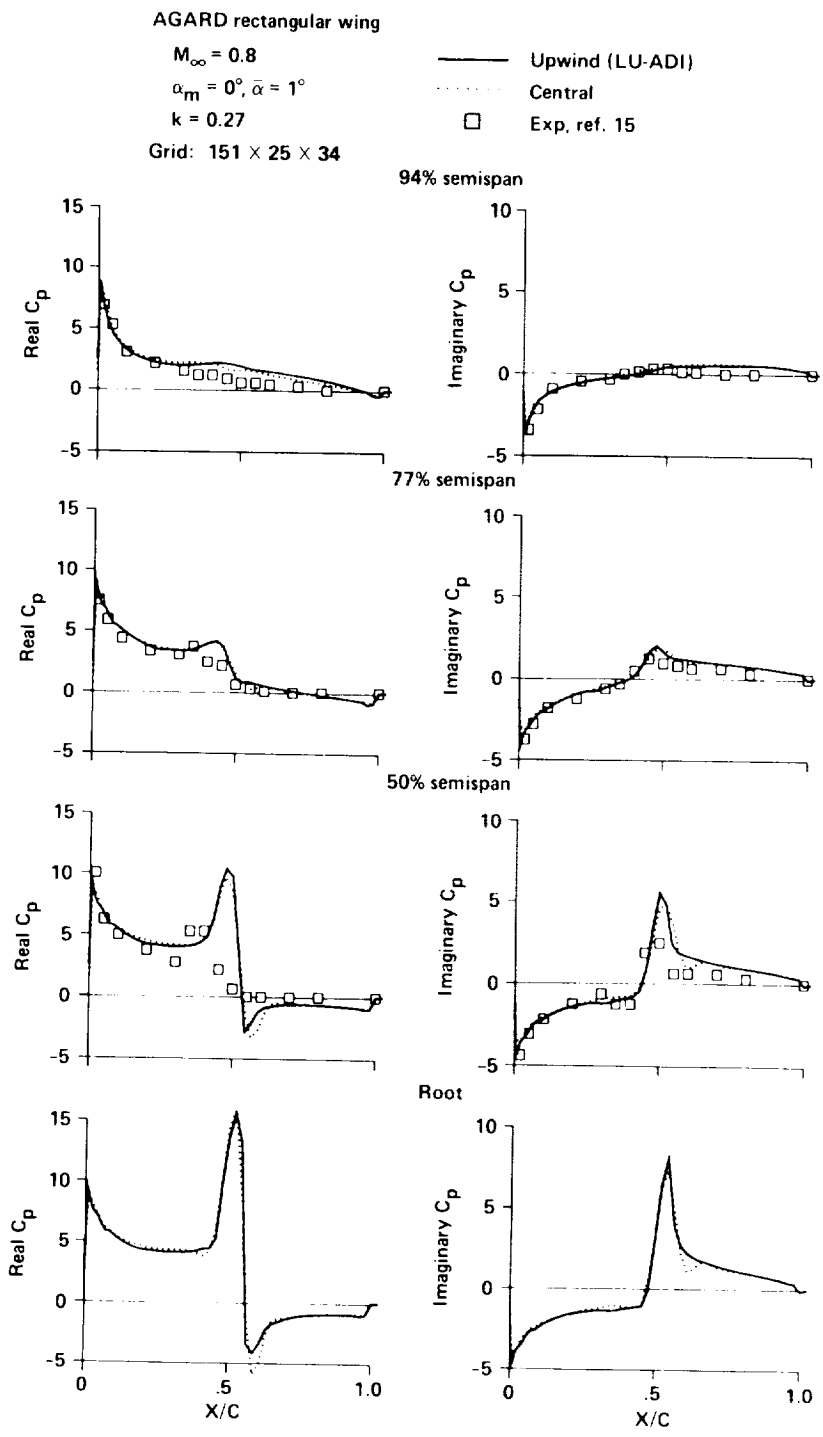 AGARD rectangular wing
M∞ = 0.8
αm = 0°, ᾱ = 1°
k = 0.27
Grid: 151 × 25 × 34
Upwind (LU-ADI)
Central
Exp, ref. 15
94% semispan
15
10
5
0
-5
Real Cp
10
5
0
-5
Imaginary Cp
77% semispan
15
10
5
0
-5
Real Cp
10
5
0
-5
Imaginary Cp
50% semispan
15
10
5
0
-5
Real Cp
10
5
0
-5
Imaginary Cp
Root
15
10
5
0
-5
Real Cp
0
.5
1.0
X/C
10
5
0
-5
Imaginary Cp
0
.5
1.0
X/C